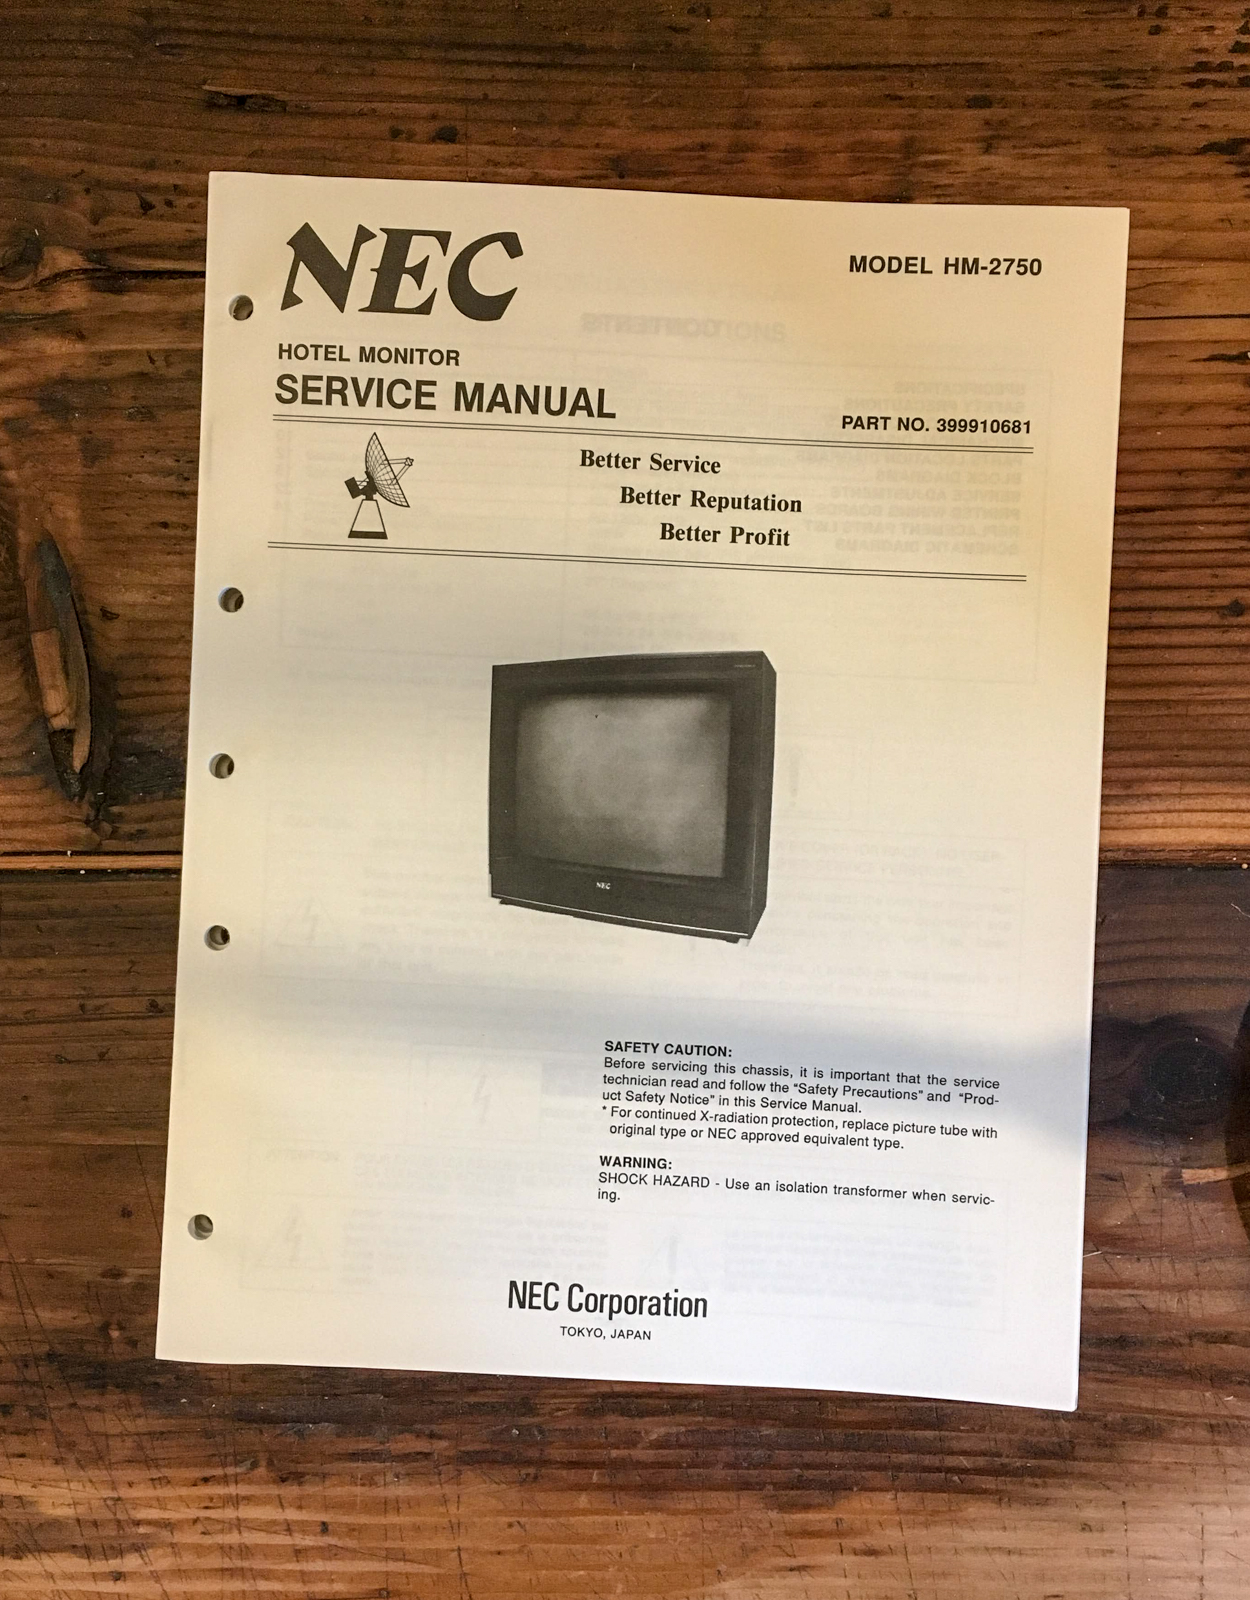 NEC
MODEL HM-2750
HOTEL MONITOR
SERVICE MANUAL
PART NO. 399910681
Better Service
Better Reputation
Better Profit
NEC
SAFETY CAUTION:
Before servicing this chassis, it is important that the service
technician read and follow the “Safety Precautions” and “Prod-
uct Safety Notice” in this Service Manual.
* For continued X-radiation protection, replace picture tube with
original type or NEC approved equivalent type.
WARNING:
SHOCK HAZARD - Use an isolation transformer when servic-
ing.
NEC Corporation
TOKYO, JAPAN